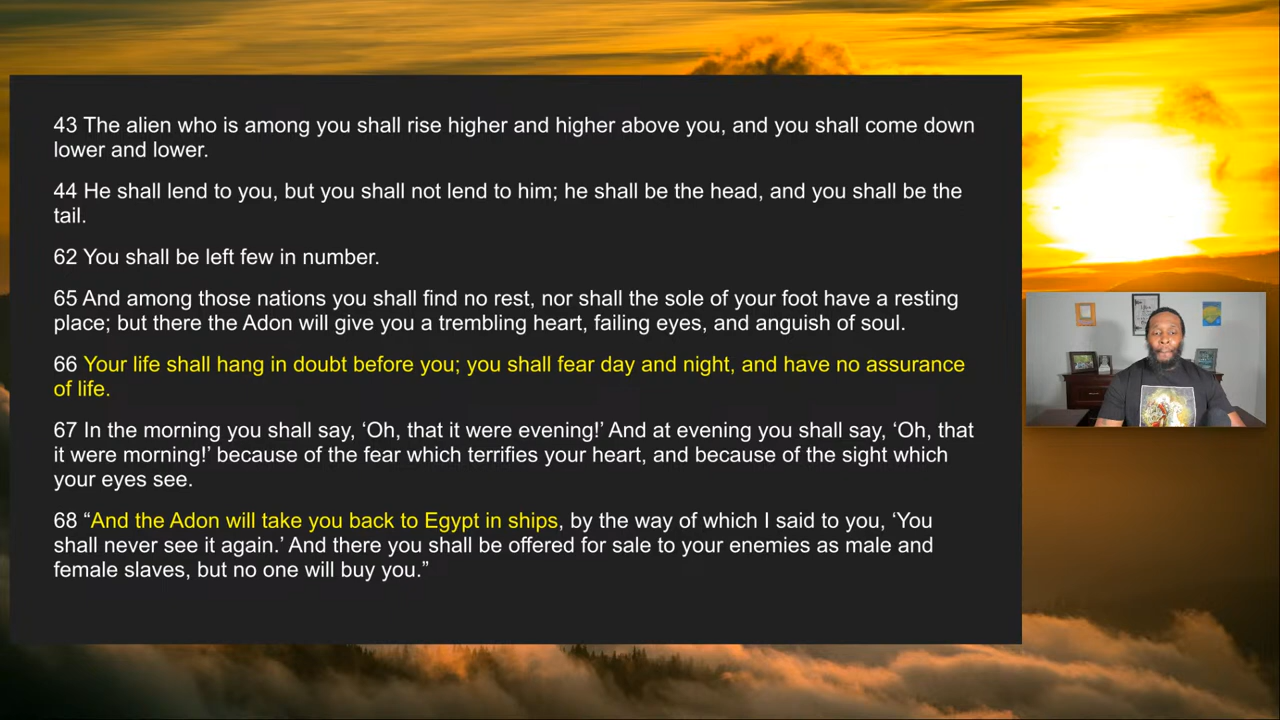 43 The alien who is among you shall rise higher and higher above you, and you shall come down
lower and lower.
44 He shall lend to you, but you shall not lend to him; he shall be the head, and you shall be the
tail.
62 You shall be left few in number.
65 And among those nations you shall find no rest, nor shall the sole of your foot have a resting
place; but there the Adon will give you a trembling heart, failing eyes, and anguish of soul.
66 Your life shall hang in doubt before you; you shall fear day and night, and have no assurance
of life.
67 In the morning you shall say, ‘Oh, that it were evening!’ And at evening you shall say, ‘Oh, that
it were morning!’ because of the fear which terrifies your heart, and because of the sight which
your eyes see.
68 “And the Adon will take you back to Egypt in ships, by the way of which I said to you, ‘You
shall never see it again.’ And there you shall be offered for sale to your enemies as male and
female slaves, but no one will buy you.”